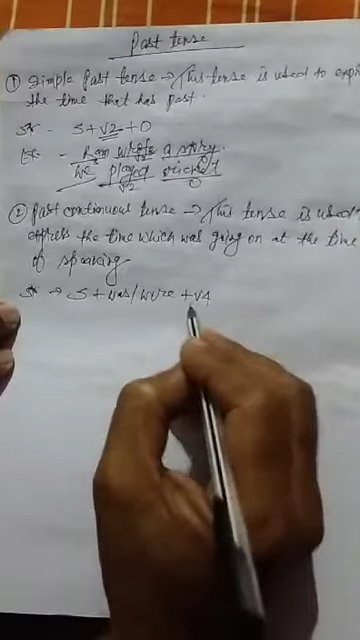 Past tense
① Simple Past tense → This tense is used to
the time that has past.
St - S + V2 + O
Ex - Ram wrote a story.
We played cricket
V2 O
② Past continuous tense → This tense is used
express the time which was going on at the time
of speaking
St → S + was/were + V4